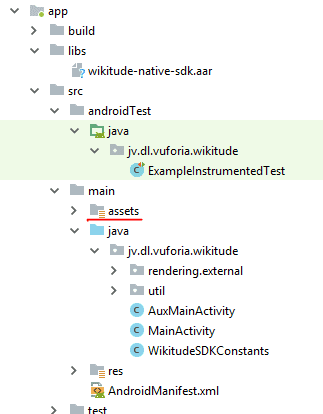 app
build
libs
wikitude-native-sdk.aar
src
androidTest
java
jv.dl.vuforia.wikitude
ExampleInstrumentedTest
main
assets
java
jv.dl.vuforia.wikitude
rendering.external
util
AuxMainActivity
MainActivity
WikitudeSDKConstants
res
AndroidManifest.xml
test